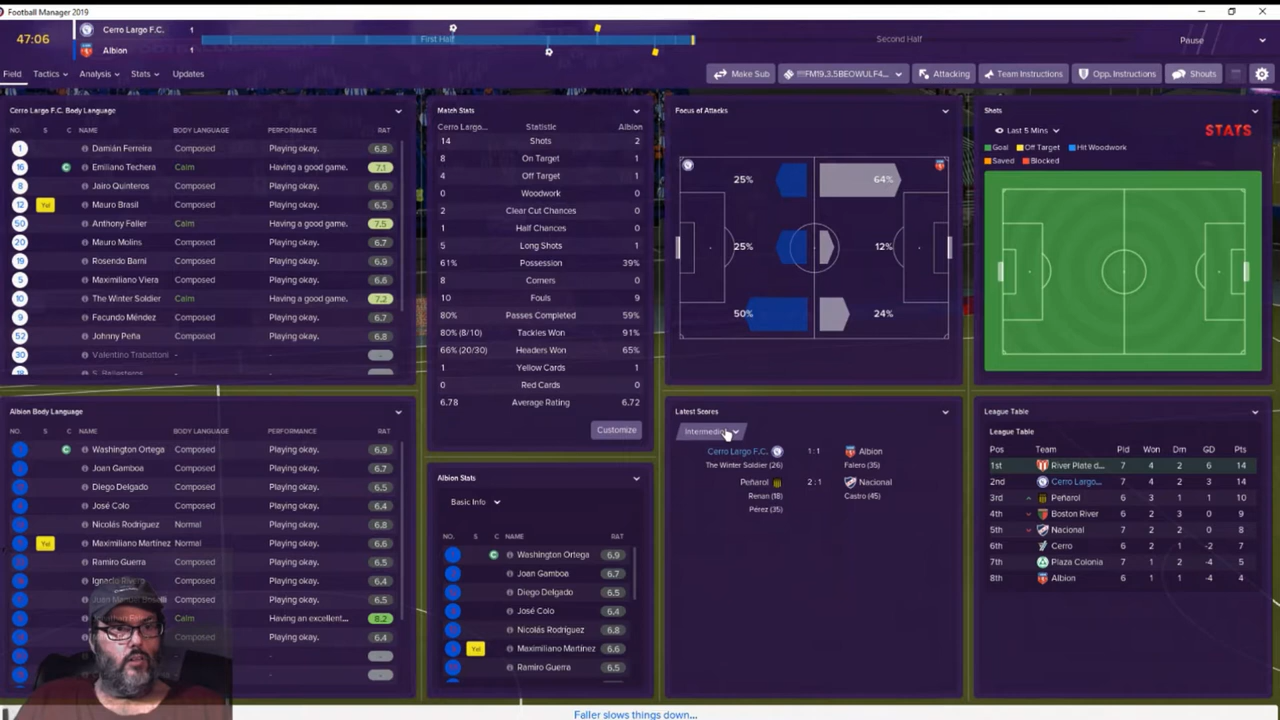 Football Manager 2019
47:06
Cerro Largo F.C. 1
Albion 1
First Half
Second Half
Pause
Field Tactics Analysis Stats Updates
Make Sub
!!!FM19.3.5BEOWULF4...
Attacking
Team Instructions
Opp. Instructions
Shouts
Cerro Largo F.C. Body Language
NO. S C NAME BODY LANGUAGE PERFORMANCE RAT
1 Damián Ferreira Composed Playing okay. 6.8
16 C Emiliano Techera Calm Having a good game. 7.1
8 Jairo Quinteros Composed Playing okay. 6.6
12 Yel Mauro Brasil Composed Playing okay. 6.6
50 Anthony Faller Calm Having a good game. 7.5
20 Mauro Molins Composed Playing okay. 6.7
19 Rosendo Barni Composed Playing okay. 6.9
5 Maximiliano Viera Composed Playing okay. 6.6
10 The Winter Soldier Calm Having a good game. 7.2
9 Facundo Méndez Composed Playing okay. 6.7
52 Johnny Peña Composed Playing okay. 6.8
30 Valentino Trabattoni - - -
Match Stats
Cerro Largo... Statistic Albion
14 Shots 2
8 On Target 1
4 Off Target 1
0 Woodwork 0
2 Clear Cut Chances 0
1 Half Chances 0
5 Long Shots 1
61% Possession 39%
8 Corners 0
10 Fouls 9
80% Passes Completed 59%
80% (8/10) Tackles Won 91%
66% (20/30) Headers Won 65%
1 Yellow Cards 1
0 Red Cards 0
6.78 Average Rating 6.72
Customize
Focus of Attacks
25% 64%
25% 12%
50% 24%
Shots
Last 5 Mins
STATS
Goal Off Target Hit Woodwork
Saved Blocked
Albion Body Language
NO. S C NAME BODY LANGUAGE PERFORMANCE RAT
C Washington Ortega Composed Playing okay. 6.9
Joan Gamboa Composed Playing okay. 6.7
Diego Delgado Composed Playing okay. 6.5
José Colo Composed Playing okay. 6.4
Nicolás Rodríguez Normal Playing okay. 6.8
Yel Maximiliano Martínez Normal Playing okay. 6.6
Ramiro Guerra Composed Playing okay. 6.5
Composed Playing okay. 6.4
Composed Playing okay. 6.5
Calm Having an excellent... 8.2
Composed Playing okay. 6.4
Albion Stats
Basic Info
NO. S C NAME RAT
C Washington Ortega 6.9
Joan Gamboa 6.7
Diego Delgado 6.5
José Colo 6.4
Nicolás Rodríguez 6.8
Yel Maximiliano Martínez 6.6
Ramiro Guerra 6.5
Latest Scores
Cerro Largo F.C. 1 : 1 Albion
The Winter Soldier (26) Falero (35)
Peñarol 2 : 1 Nacional
Renan (18) Castro (45)
Pérez (35)
League Table
League Table
Pos Team Pld Won Drn GD Pts
1st River Plate d... 7 4 2 6 14
2nd Cerro Largo... 7 4 2 3 14
3rd Peñarol 6 3 1 1 10
4th Boston River 6 2 3 0 9
5th Nacional 7 2 2 0 8
6th Cerro 6 2 1 -2 7
7th Plaza Colonia 7 1 2 -4 5
8th Albion 6 1 1 -4 4
Faller slows things down...